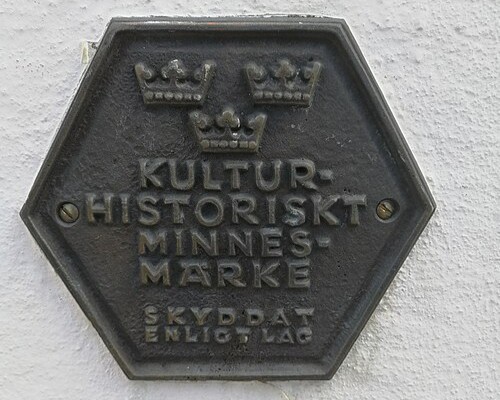 KULTUR-
HISTORISKT
MINNES-
MÄRKE
SKYDDAT
ENLIGT LAG